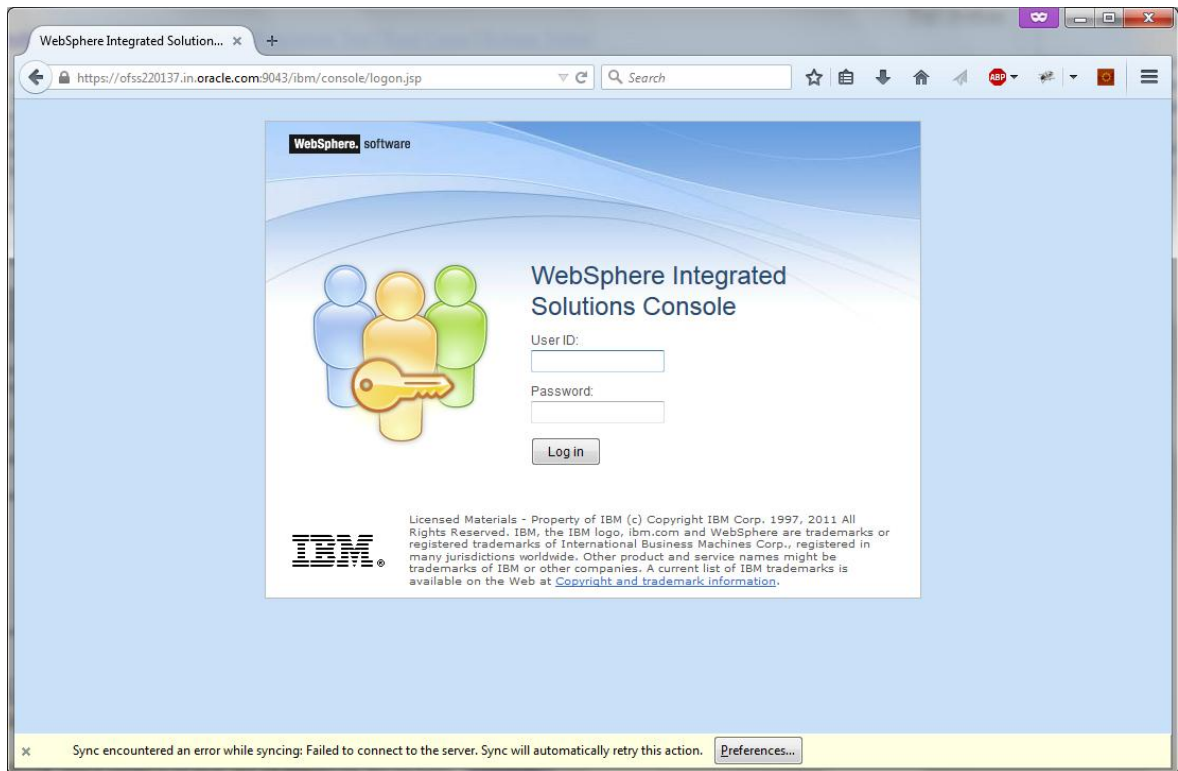 WebSphere Integrated Solution...
https://ofss220137.in.oracle.com:9043/ibm/console/logon.jsp
Search
ABP
WebSphere. software
WebSphere Integrated
Solutions Console
User ID:
Password:
Log in
IBM®
Licensed Materials - Property of IBM (c) Copyright IBM Corp. 1997, 2011 All
Rights Reserved. IBM, the IBM logo, ibm.com and WebSphere are trademarks or
registered trademarks of International Business Machines Corp., registered in
many jurisdictions worldwide. Other product and service names might be
trademarks of IBM or other companies. A current list of IBM trademarks is
available on the Web at Copyright and trademark information.
Sync encountered an error while syncing: Failed to connect to the server. Sync will automatically retry this action. Preferences...